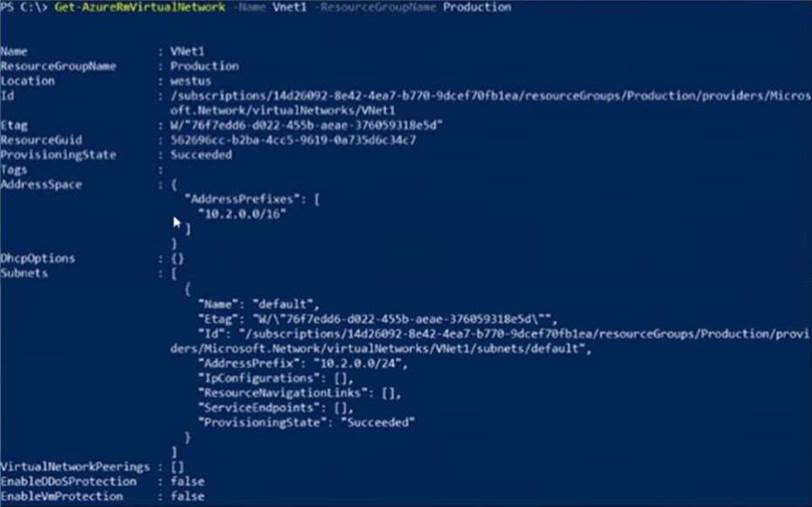 PS C:\> Get-AzureRmVirtualNetwork -Name Vnet1 -ResourceGroupName Production
Name : VNet1
ResourceGroupName : Production
Location : westus
Id : /subscriptions/14d26092-8e42-4ea7-b770-9dcef70fb1ea/resourceGroups/Production/providers/Micros
oft.Network/virtualNetworks/VNet1
Etag : W/"76f7edd6-d022-455b-aeae-376059318e5d"
ResourceGuid : 562696cc-b2ba-4cc5-9619-0a735d6c34c7
ProvisioningState : Succeeded
Tags :
AddressSpace : {
"AddressPrefixes": [
"10.2.0.0/16"
]
}
DhcpOptions : {}
Subnets : [
{
"Name": "default",
"Etag": "W/\"76f7edd6-d022-455b-aeae-376059318e5d\"",
"Id": "/subscriptions/14d26092-8e42-4ea7-b770-9dcef70fb1ea/resourceGroups/Production/provi
ders/Microsoft.Network/virtualNetworks/VNet1/subnets/default",
"AddressPrefix": "10.2.0.0/24",
"IpConfigurations": [],
"ResourceNavigationLinks": [],
"ServiceEndpoints": [],
"ProvisioningState": "Succeeded"
}
]
VirtualNetworkPeerings : []
EnableDDoSProtection : false
EnableVmProtection : false